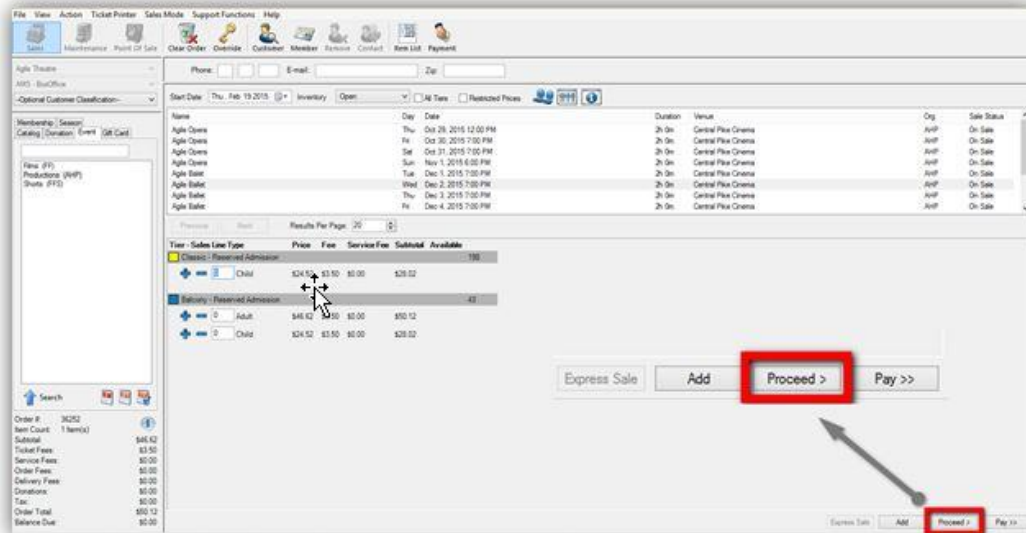 File View Action Ticket Printer Sales Mode Support Functions Help
Sales Maintenance Point Of Sale Clear Order Override Customer Member Remove Contact Item List Payment
Agile Theatre
AWS - BoxOffice
--Optional Customer Classification--
Membership Season
Catalog Donation Event Gift Card
Films (FF)
Productions (AHP)
Shorts (FFS)
Search
Order #: 36252
Item Count: 1 Item(s)
Subtotal: $46.62
Ticket Fees: $3.50
Service Fees: $0.00
Order Fees: $0.00
Delivery Fees: $0.00
Donations: $0.00
Tax: $0.00
Order Total: $50.12
Balance Due: $0.00
Phone: E-mail: Zip:
Start Date: Thu, Feb 19 2015 Inventory Open All Tiers Restricted Prices
Name Day Date Duration Venue Org Sale Status
Agile Opera Thu Oct 29, 2015 12:00 PM 2h 0m Central Pike Cinema AHP On Sale
Agile Opera Fri Oct 30, 2015 7:00 PM 2h 0m Central Pike Cinema AHP On Sale
Agile Opera Sat Oct 31, 2015 7:00 PM 2h 0m Central Pike Cinema AHP On Sale
Agile Opera Sun Nov 1, 2015 6:00 PM 2h 0m Central Pike Cinema AHP On Sale
Agile Ballet Tue Dec 1, 2015 7:00 PM 2h 0m Central Pike Cinema AHP On Sale
Agile Ballet Wed Dec 2, 2015 7:00 PM 2h 0m Central Pike Cinema AHP On Sale
Agile Ballet Thu Dec 3, 2015 7:00 PM 2h 0m Central Pike Cinema AHP On Sale
Agile Ballet Fri Dec 4, 2015 7:00 PM 2h 0m Central Pike Cinema AHP On Sale
Previous Next Results Per Page: 20
Tier - Sales Line Type Price Fee Service Fee Subtotal Available
Classic - Reserved Admission 198
Child $24.52 $3.50 $0.00 $28.02
Balcony - Reserved Admission 43
0 Adult $46.62 $3.50 $0.00 $50.12
0 Child $24.52 $3.50 $0.00 $28.02
Express Sale Add Proceed > Pay >>
Express Sale Add Proceed > Pay >>